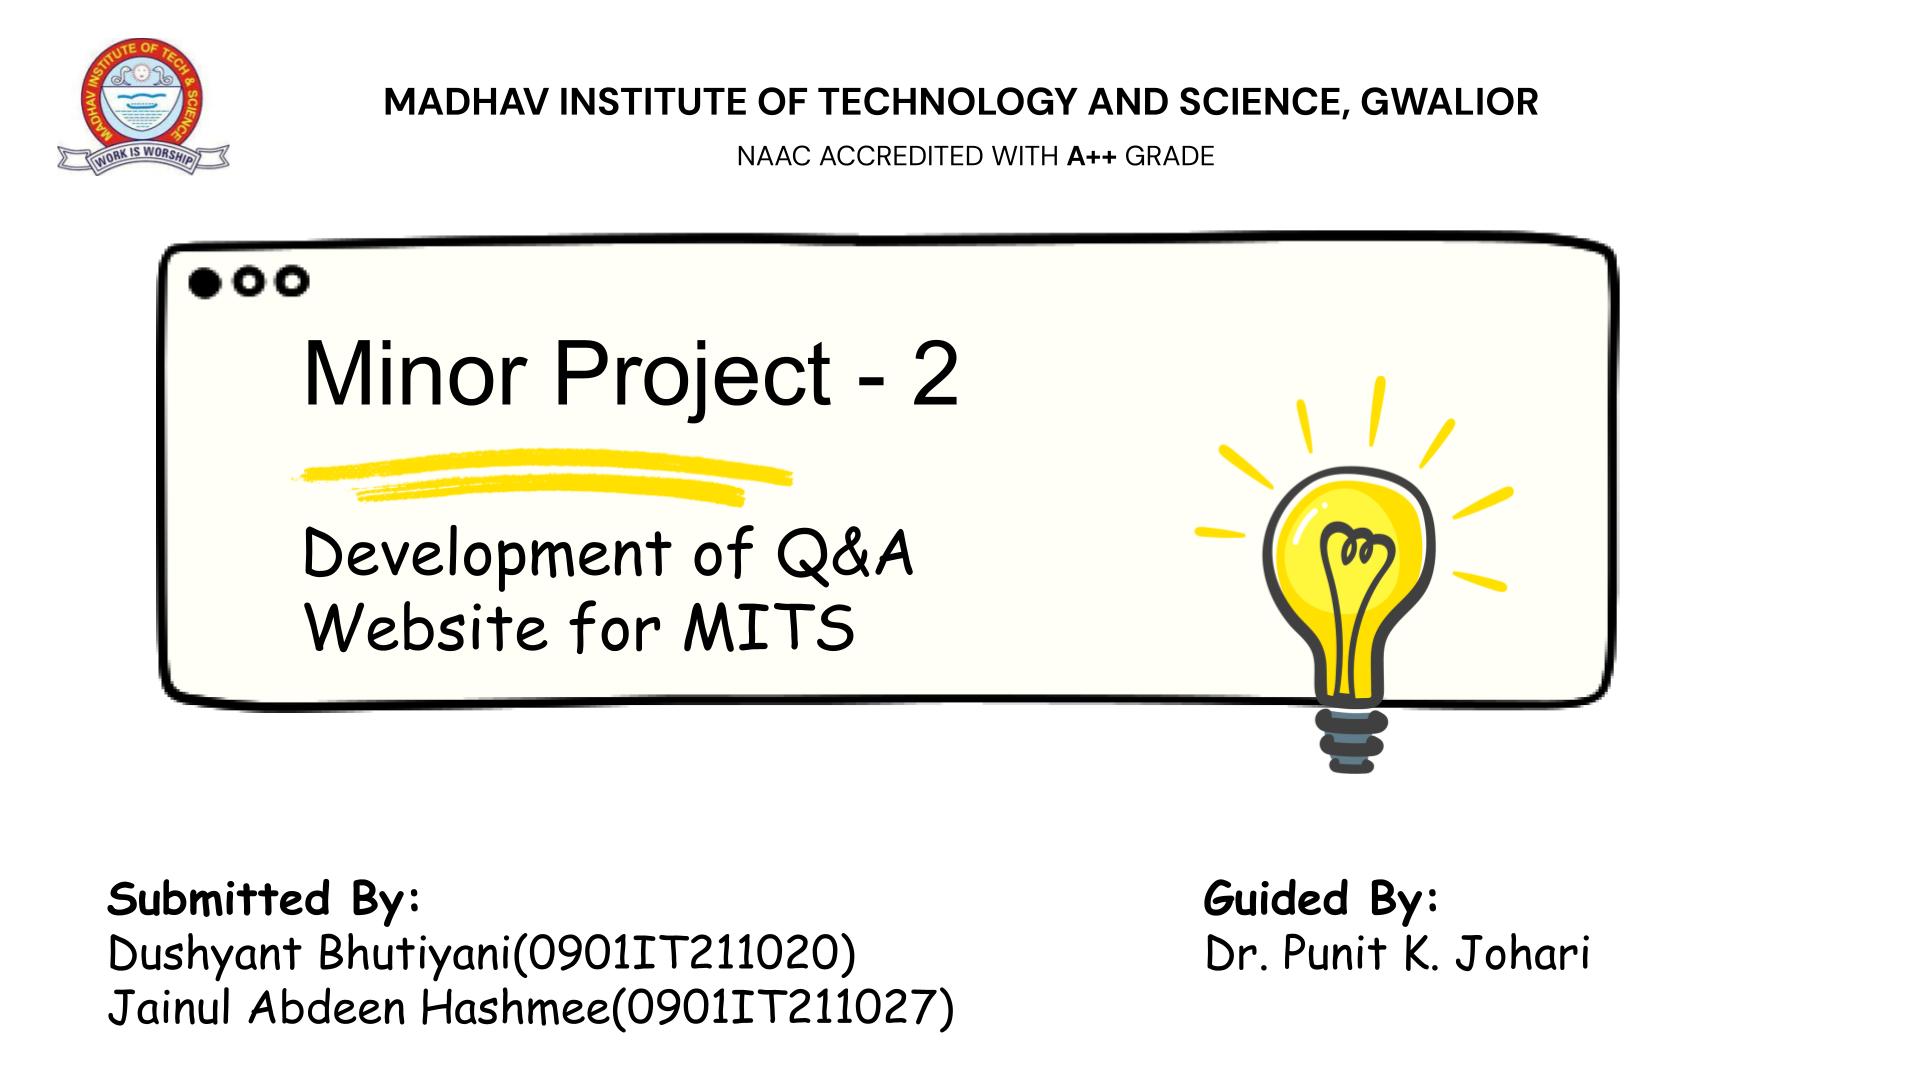 MADHAV INSTITUTE OF TECH & SCIENCE
WORK IS WORSHIP
MADHAV INSTITUTE OF TECHNOLOGY AND SCIENCE, GWALIOR
NAAC ACCREDITED WITH A++ GRADE
Minor Project - 2
Development of Q&A
Website for MITS
Submitted By:
Dushyant Bhutiyani(0901IT211020)
Jainul Abdeen Hashmee(0901IT211027)
Guided By:
Dr. Punit K. Johari